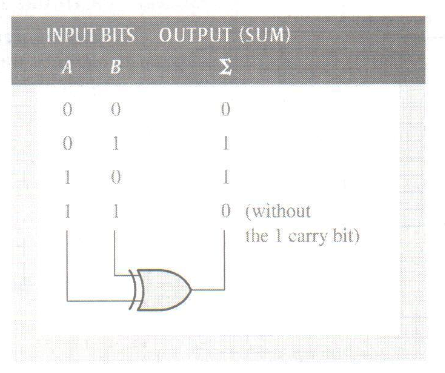 INPUT BITS OUTPUT (SUM)
A B Σ
0 0 0
0 1 1
1 0 1
1 1 0 (without
the 1 carry bit)